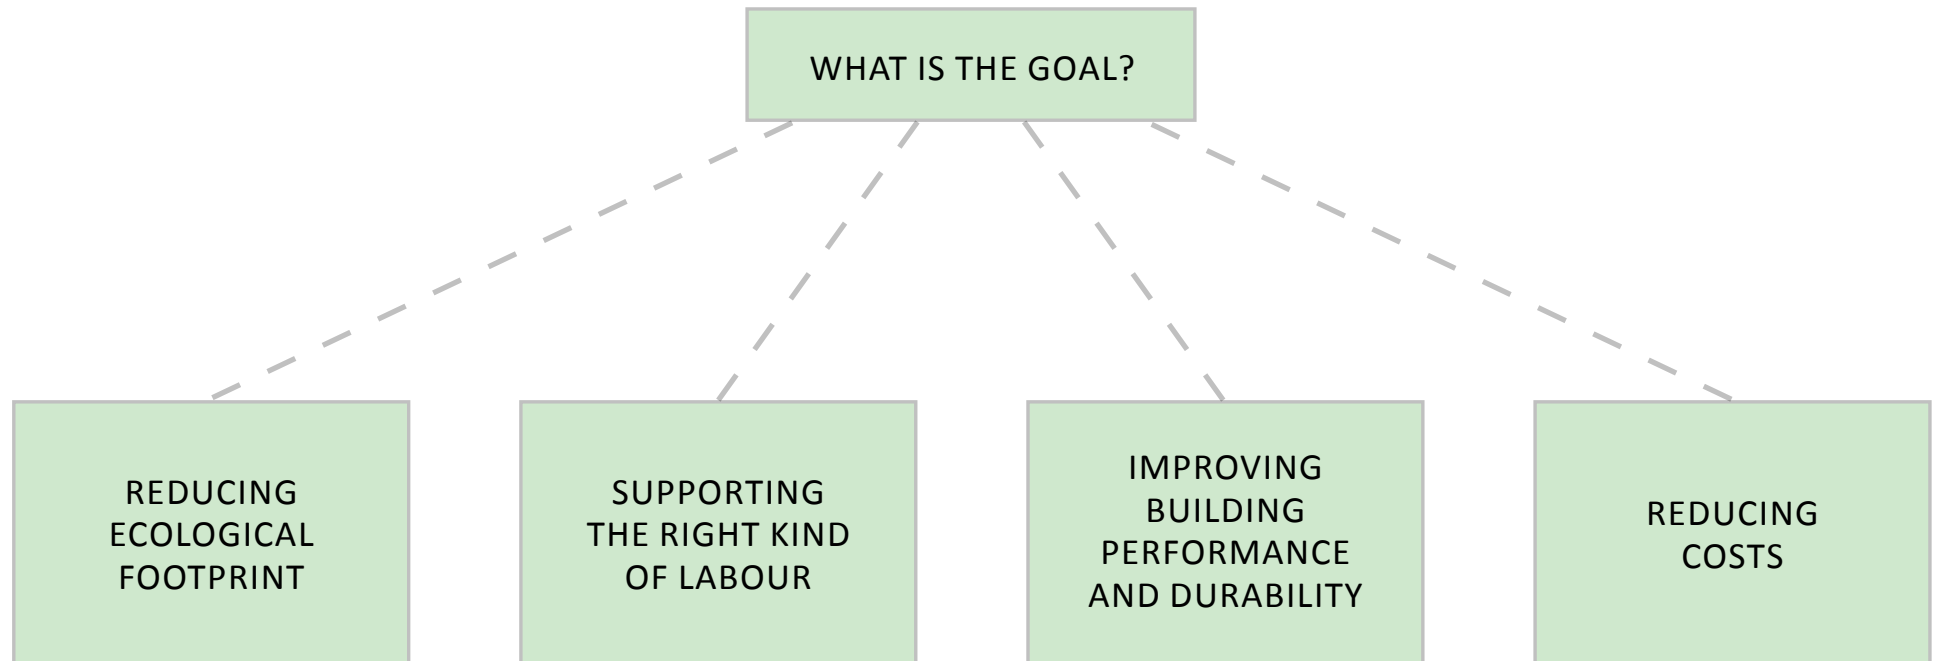 WHAT IS THE GOAL?
REDUCING
ECOLOGICAL
FOOTPRINT
SUPPORTING
THE RIGHT KIND
OF LABOUR
IMPROVING
BUILDING
PERFORMANCE
AND DURABILITY
REDUCING
COSTS